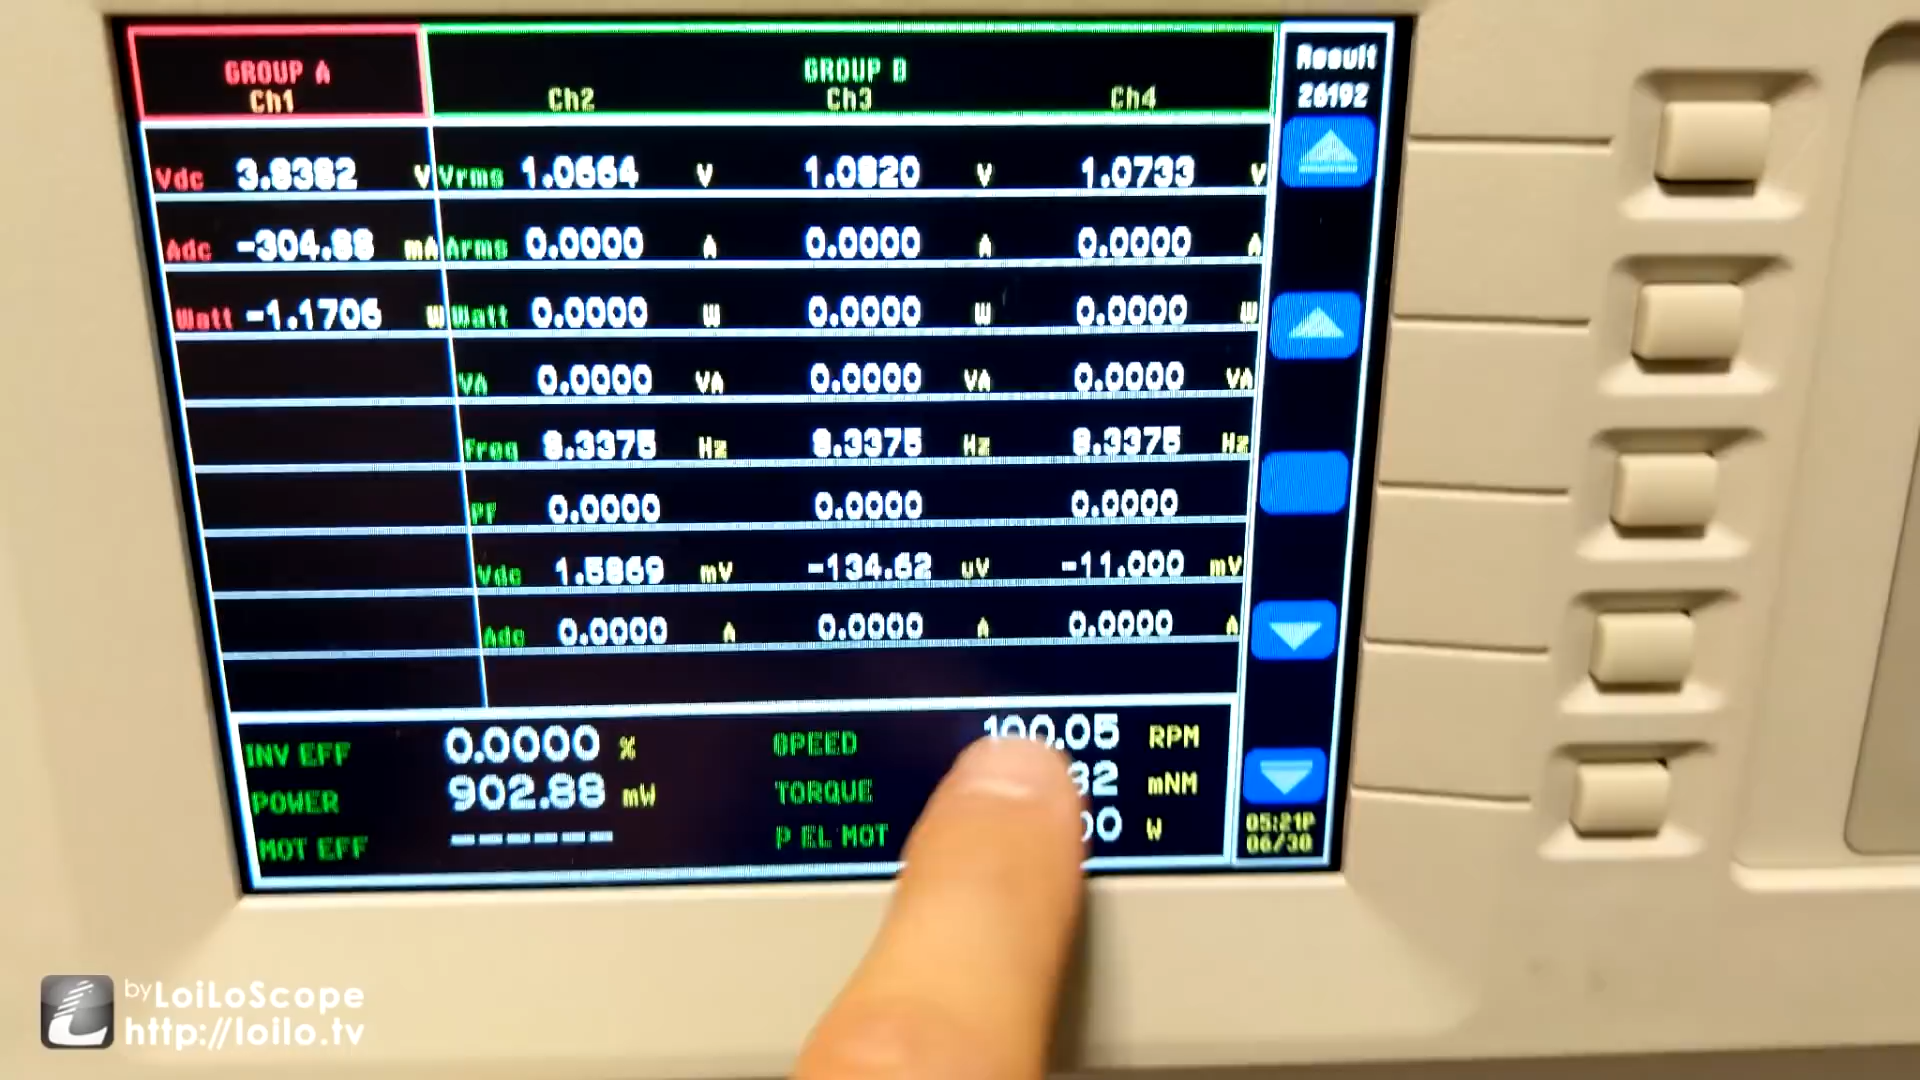 GROUP A GROUP B Result
Ch1 Ch2 Ch3 Ch4 26192
Vdc 3.8382 V Vrms 1.0664 V 1.0820 V 1.0733 V
Adc -304.88 mA Arms 0.0000 A 0.0000 A 0.0000 A
Watt -1.1706 W Watt 0.0000 W 0.0000 W 0.0000 W
VA 0.0000 VA 0.0000 VA 0.0000 VA
Freq 8.3375 Hz 8.3375 Hz 8.3375 Hz
PF 0.0000 0.0000 0.0000
Vdc 1.5869 mV -134.62 uV -11.000 mV
Adc 0.0000 A 0.0000 A 0.0000 A
INV EFF 0.0000 % SPEED 100.05 RPM
POWER 902.88 mW TORQUE mNM
MOT EFF ------ P EL MOT W
05:21P
06/30
by LoiLoScope
http://loilo.tv